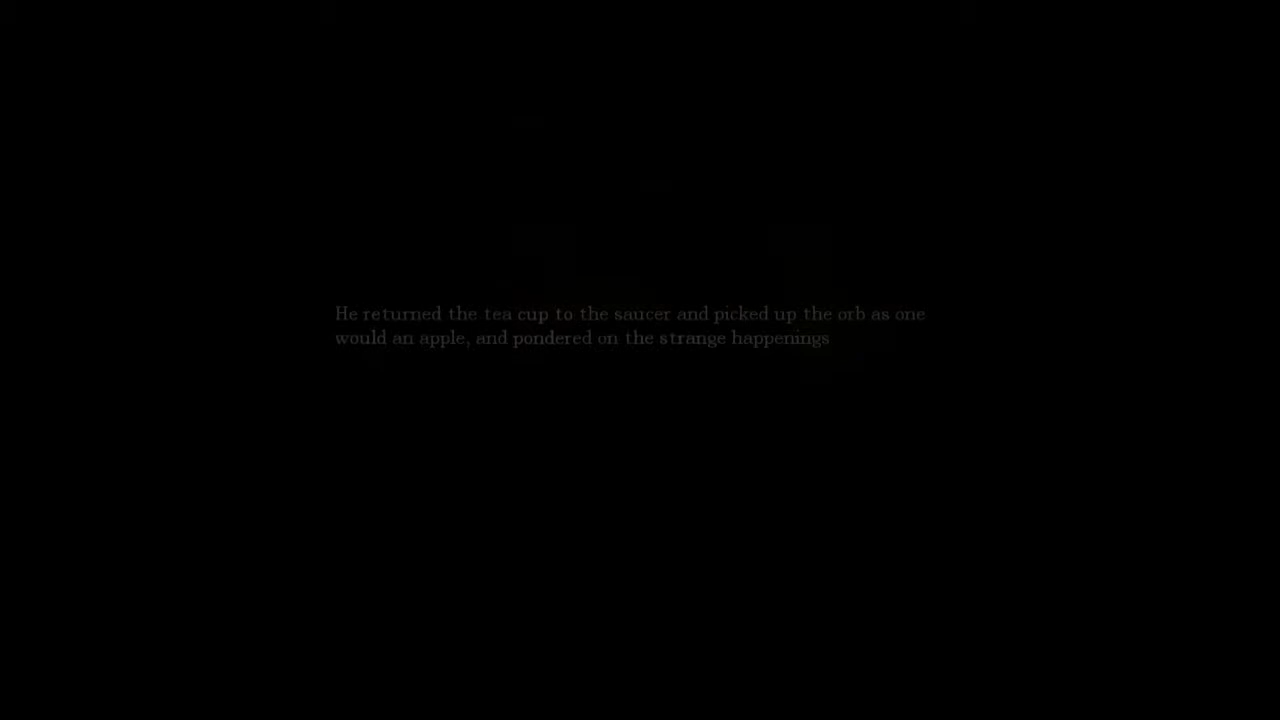 He returned the tea cup to the saucer and picked up the orb as one
would an apple, and pondered on the strange happenings